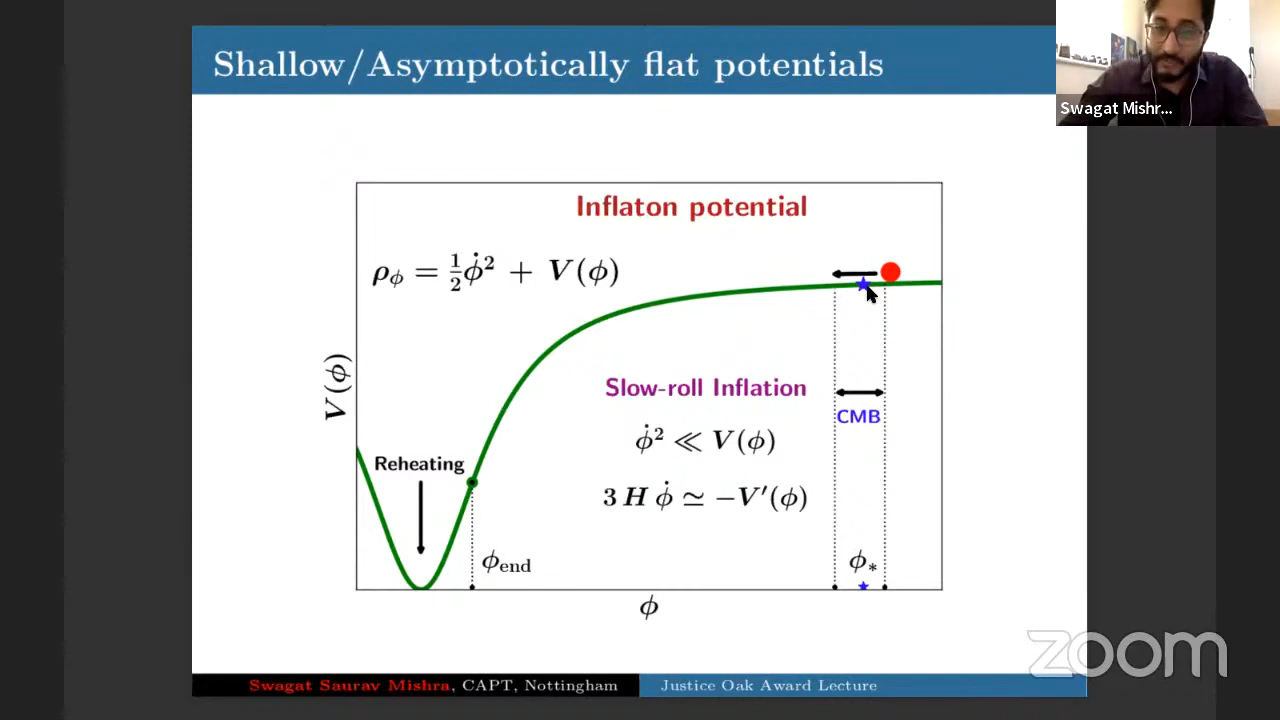 Shallow/Asymptotically flat potentials
Swagat Mishr...
Inflaton potential
ρ_ϕ = ½ϕ̇² + V(ϕ)
V(ϕ)
Slow-roll Inflation
CMB
ϕ̇² ≪ V(ϕ)
Reheating
3 H ϕ̇ ≃ −V′(ϕ)
ϕ_end
ϕ_*
ϕ
zoom
Swagat Saurav Mishra, CAPT, Nottingham
Justice Oak Award Lecture